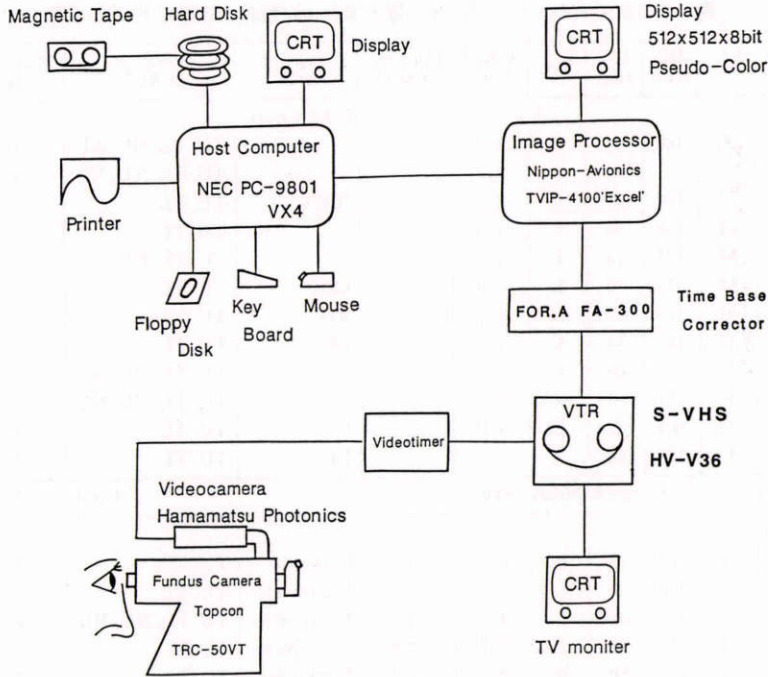 Magnetic Tape
Hard Disk
CRT
Display
CRT
Display
512x512x8bit
Pseudo-Color
Host Computer
NEC PC-9801
VX4
Image Processor
Nippon-Avionics
TVIP-4100'Excel'
Printer
Floppy
Disk
Key
Board
Mouse
FOR.A FA-300
Time Base
Corrector
Videotimer
VTR
S-VHS
HV-V36
Videocamera
Hamamatsu Photonics
Fundus Camera
Topcon
TRC-50VT
CRT
TV moniter